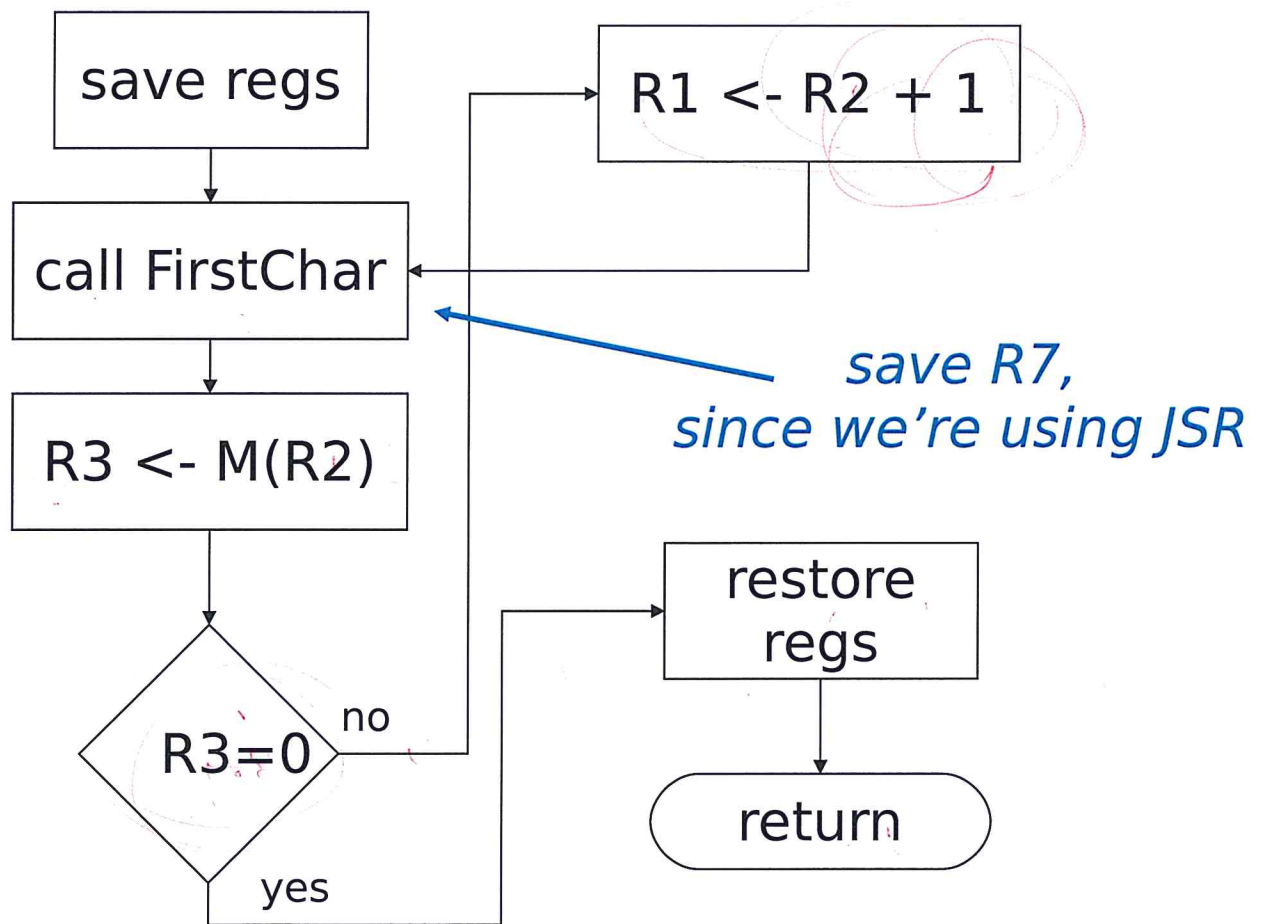 save regs
R1 <- R2 + 1
call FirstChar
save R7,
since we’re using JSR
R3 <- M(R2)
restore
regs
no
R3=0
return
yes